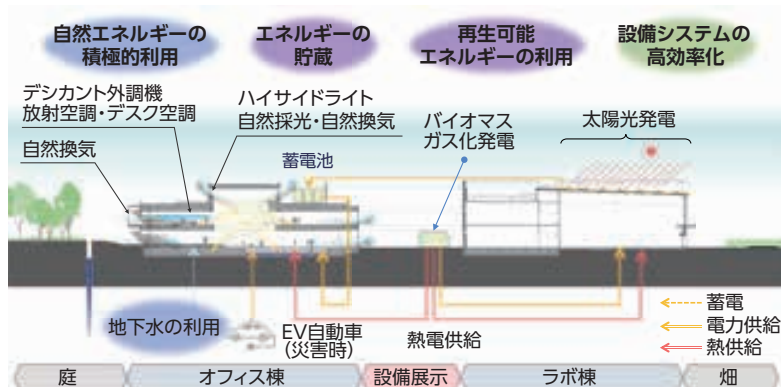 自然エネルギーの
積極的利用
エネルギーの
貯蔵
再生可能
エネルギーの利用
設備システムの
高効率化
デシカント外調機
放射空調・デスク空調
自然換気
ハイサイドライト
自然採光・自然換気
蓄電池
バイオマス
ガス化発電
太陽光発電
地下水の利用
EV自動車
(災害時)
熱電供給
蓄電
電力供給
熱供給
庭
オフィス棟
設備展示
ラボ棟
畑